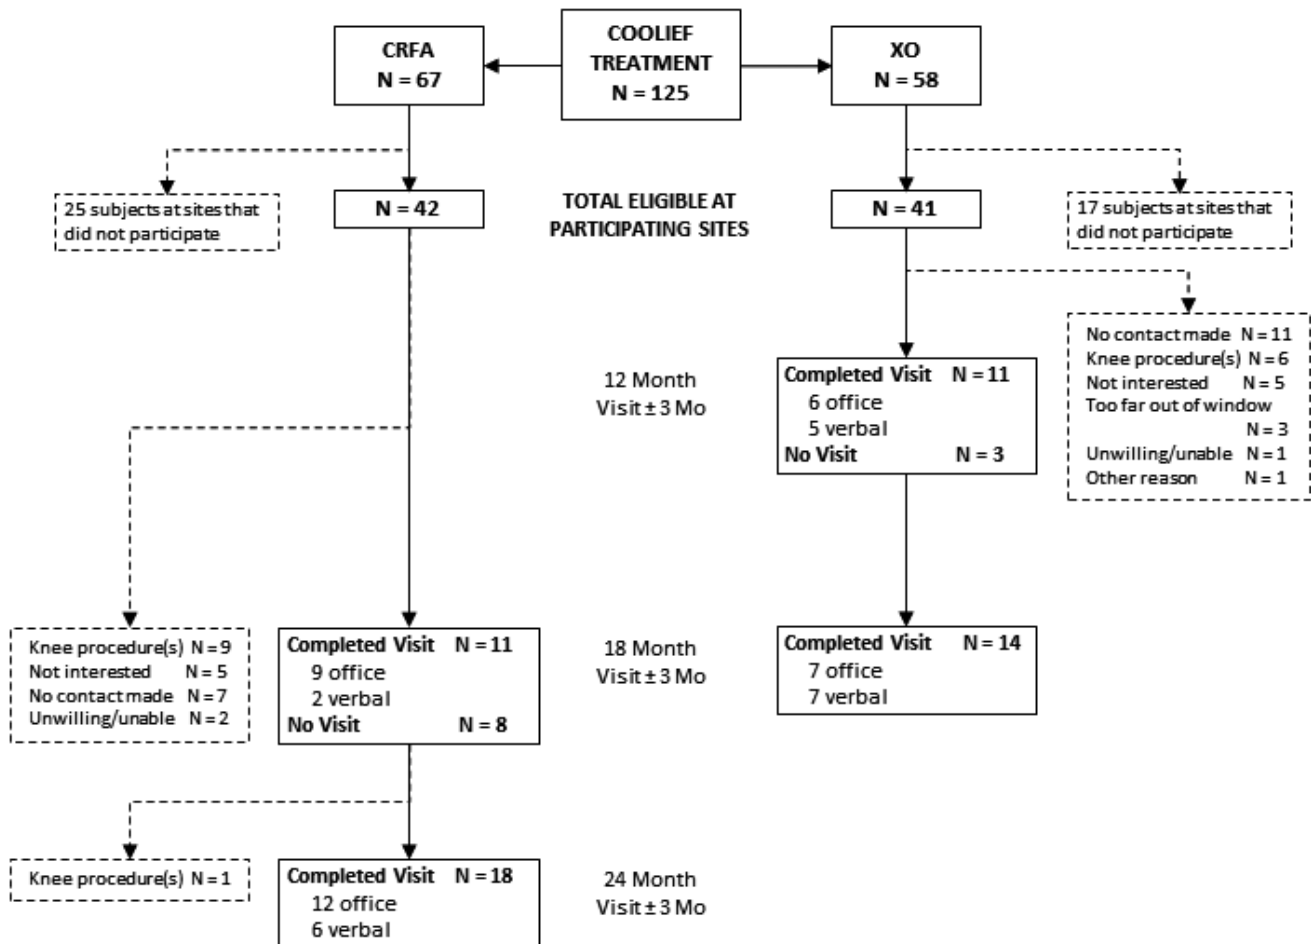 COOLIEF
TREATMENT
N = 125
CRFA
N = 67
XO
N = 58
25 subjects at sites that
did not participate
N = 42
TOTAL ELIGIBLE AT
PARTICIPATING SITES
N = 41
17 subjects at sites that
did not participate
No contact made N = 11
Knee procedure(s) N = 6
Not interested N = 5
Too far out of window
N = 3
Unwilling/unable N = 1
Other reason N = 1
12 Month
Visit ± 3 Mo
Completed Visit N = 11
6 office
5 verbal
No Visit N = 3
Knee procedure(s) N = 9
Not interested N = 5
No contact made N = 7
Unwilling/unable N = 2
Completed Visit N = 11
9 office
2 verbal
No Visit N = 8
18 Month
Visit ± 3 Mo
Completed Visit N = 14
7 office
7 verbal
Knee procedure(s) N = 1
Completed Visit N = 18
12 office
6 verbal
24 Month
Visit ± 3 Mo